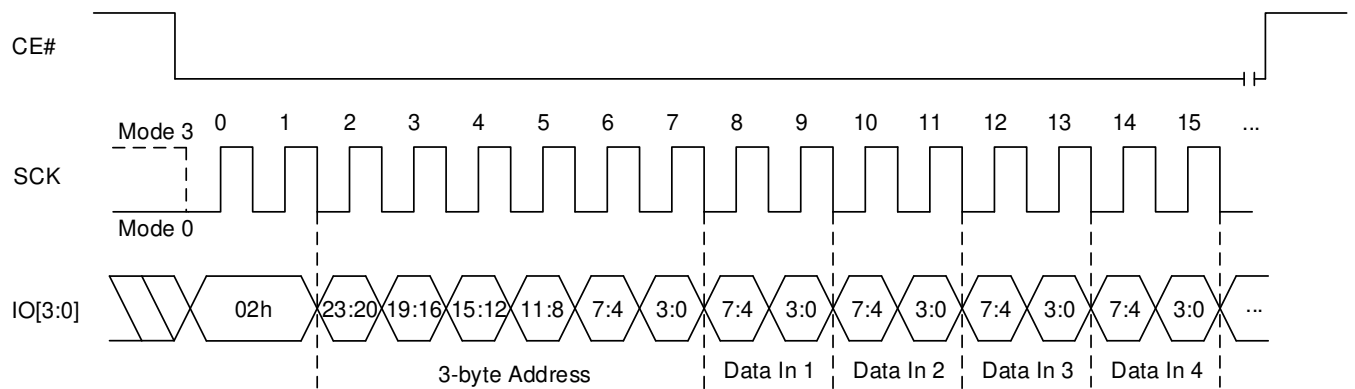 CE#
0 1 2 3 4 5 6 7 8 9 10 11 12 13 14 15 ...
Mode 3
SCK
Mode 0
IO[3:0] 02h 23:20 19:16 15:12 11:8 7:4 3:0 7:4 3:0 7:4 3:0 7:4 3:0 7:4 3:0 ...
3-byte Address Data In 1 Data In 2 Data In 3 Data In 4